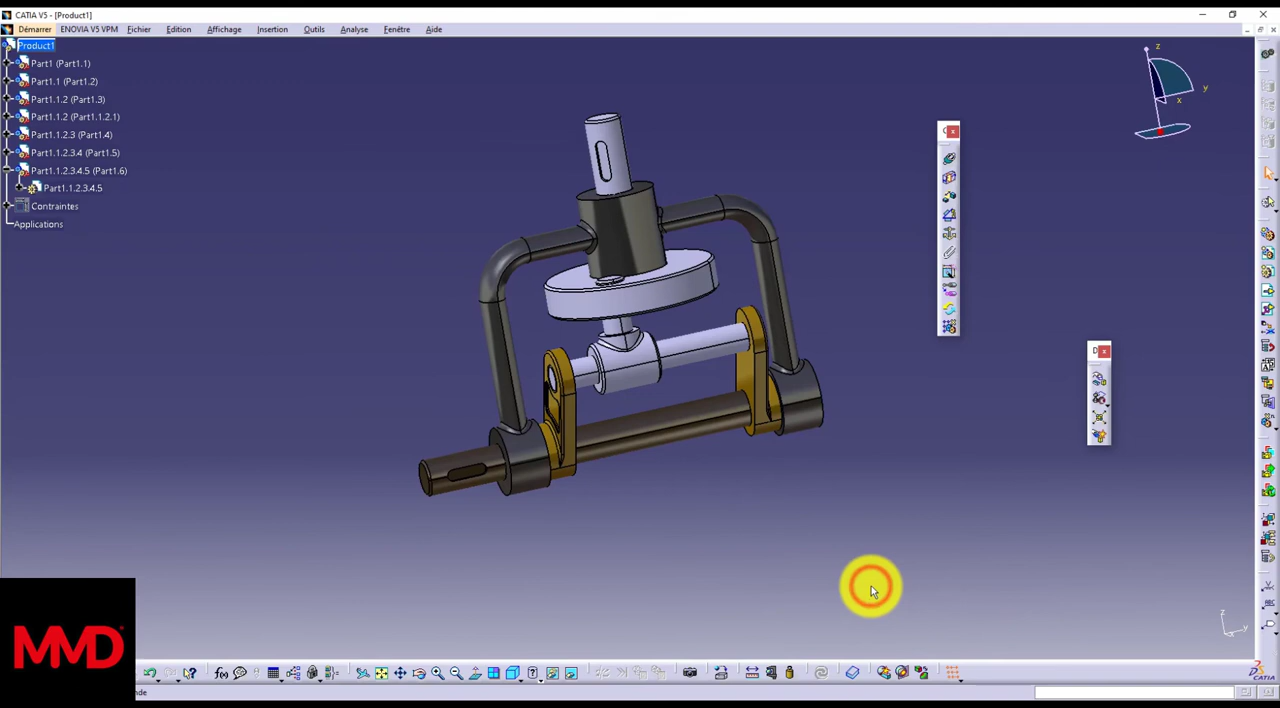 CATIA V5 - [Product1]
Démarrer ENOVIA V5 VPM Fichier Edition Affichage Insertion Outils Analyse Fenêtre Aide
Product1
Part1 (Part1.1)
Part1.1 (Part1.2)
Part1.1.2 (Part1.3)
Part1.1.2 (Part1.1.2.1)
Part1.1.2.3 (Part1.4)
Part1.1.2.3.4 (Part1.5)
Part1.1.2.3.4.5 (Part1.6)
Part1.1.2.3.4.5
Contraintes
Applications
z
y
x
z
y
MMD
f(x)
nde
CATIA